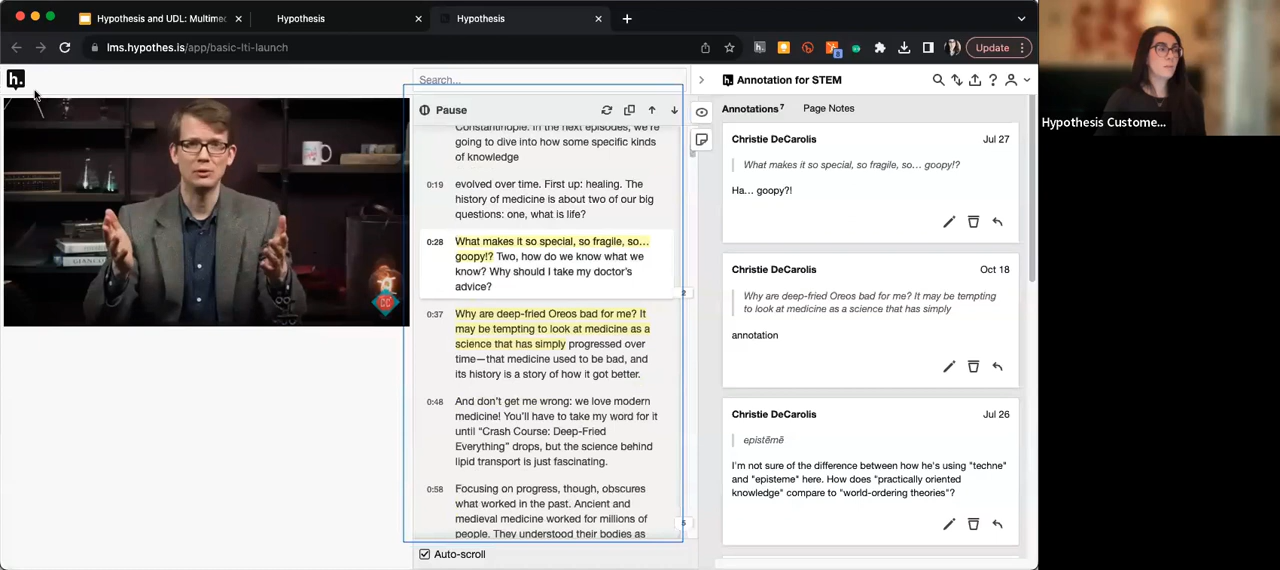 Hypothesis and UDL: Multimed
Hypothesis
Hypothesis
lms.hypothes.is/app/basic-lti-launch
Update
h.
Search...
Annotation for STEM
Pause
Annotations 7
Page Notes
Constantinople. In the next episodes, we're
going to dive into how some specific kinds
of knowledge
0:19 evolved over time. First up: healing. The
history of medicine is about two of our big
questions: one, what is life?
0:28 What makes it so special, so fragile, so…
goopy!? Two, how do we know what we
know? Why should I take my doctor's
advice?
0:37 Why are deep-fried Oreos bad for me? It
may be tempting to look at medicine as a
science that has simply progressed over
time—that medicine used to be bad, and
its history is a story of how it got better.
0:48 And don't get me wrong: we love modern
medicine! You'll have to take my word for it
until “Crash Course: Deep-Fried
Everything” drops, but the science behind
lipid transport is just fascinating.
0:58 Focusing on progress, though, obscures
what worked in the past. Ancient and
medieval medicine worked for millions of
people. They understood their bodies as
Auto-scroll
2
Christie DeCarolis
Jul 27
What makes it so special, so fragile, so… goopy!?
Ha... goopy?!
Christie DeCarolis
Oct 18
Why are deep-fried Oreos bad for me? It may be tempting
to look at medicine as a science that has simply
annotation
Christie DeCarolis
Jul 26
epistēmē
I'm not sure of the difference between how he's using "techne"
and "episteme" here. How does "practically oriented
knowledge" compare to "world-ordering theories"?
Hypothesis Custome...
CC
GIANCOLI